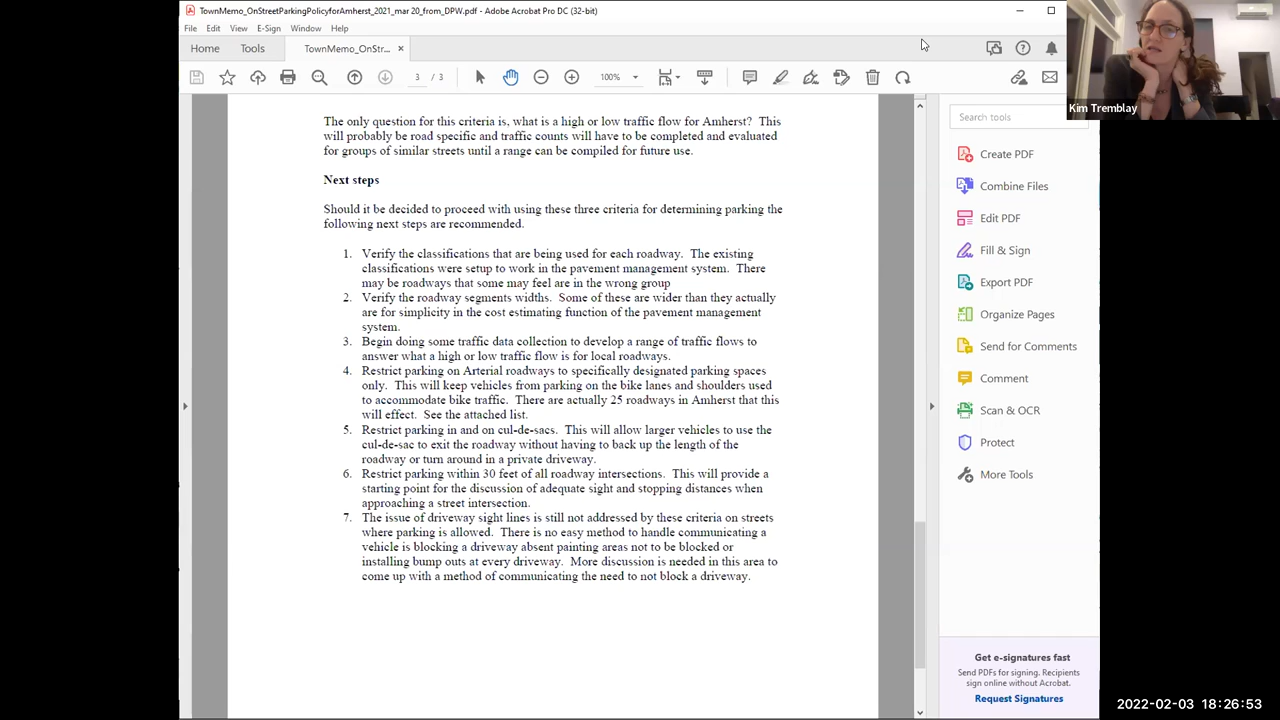 TownMemo_OnStreetParkingPolicyforAmherst_2021_mar 20_from_DPW.pdf - Adobe Acrobat Pro DC (32-bit)
File Edit View E-Sign Window Help
Home Tools TownMemo_OnStr... ×
3 / 3 100%
Kim Tremblay
The only question for this criteria is, what is a high or low traffic flow for Amherst? This
will probably be road specific and traffic counts will have to be completed and evaluated
for groups of similar streets until a range can be compiled for future use.
Next steps
Should it be decided to proceed with using these three criteria for determining parking the
following next steps are recommended.
1. Verify the classifications that are being used for each roadway. The existing
classifications were setup to work in the pavement management system. There
may be roadways that some may feel are in the wrong group
2. Verify the roadway segments widths. Some of these are wider than they actually
are for simplicity in the cost estimating function of the pavement management
system.
3. Begin doing some traffic data collection to develop a range of traffic flows to
answer what a high or low traffic flow is for local roadways.
4. Restrict parking on Arterial roadways to specifically designated parking spaces
only. This will keep vehicles from parking on the bike lanes and shoulders used
to accommodate bike traffic. There are actually 25 roadways in Amherst that this
will effect. See the attached list.
5. Restrict parking in and on cul-de-sacs. This will allow larger vehicles to use the
cul-de-sac to exit the roadway without having to back up the length of the
roadway or turn around in a private driveway.
6. Restrict parking within 30 feet of all roadway intersections. This will provide a
starting point for the discussion of adequate sight and stopping distances when
approaching a street intersection.
7. The issue of driveway sight lines is still not addressed by these criteria on streets
where parking is allowed. There is no easy method to handle communicating a
vehicle is blocking a driveway absent painting areas not to be blocked or
installing bump outs at every driveway. More discussion is needed in this area to
come up with a method of communicating the need to not block a driveway.
Search tools
Create PDF
Combine Files
Edit PDF
Fill & Sign
Export PDF
Organize Pages
Send for Comments
Comment
Scan & OCR
Protect
More Tools
Get e-signatures fast
Send PDFs for signing. Recipients
sign online without Acrobat.
Request Signatures
2022-02-03 18:26:53